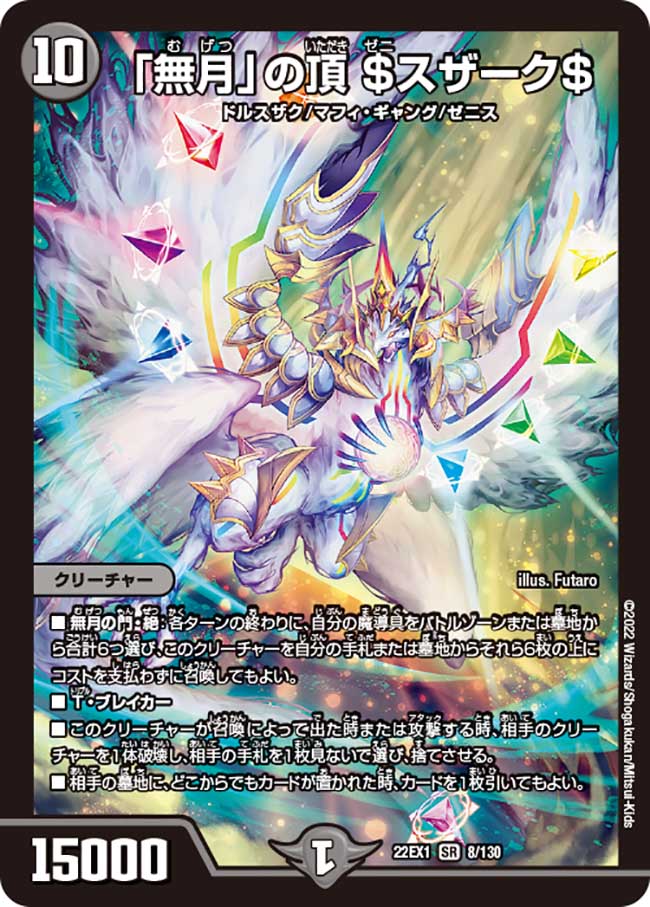 10
「無月」の頂 $スザーク$
ドルスザク/マフィ・ギャング/ゼニス
クリーチャー
illus. Futaro
■無月の門・絶:各ターンの終わりに、自分の魔導具をバトルゾーンまたは墓地か
ら合計6つ選び、このクリーチャーを自分の手札または墓地からそれら6枚の上に
コストを支払わずに召喚してもよい。
■T・ブレイカー
■このクリーチャーが召喚によって出た時または攻撃する時、相手のクリー
チャーを1体破壊し、相手の手札を1枚見ないで選び、捨てさせる。
■相手の墓地に、どこからでもカードが置かれた時、カードを1枚引いてもよい。
©2022 Wizards/Shogakukan/Mitsui-Kids
15000
22EX1 SR 8/130